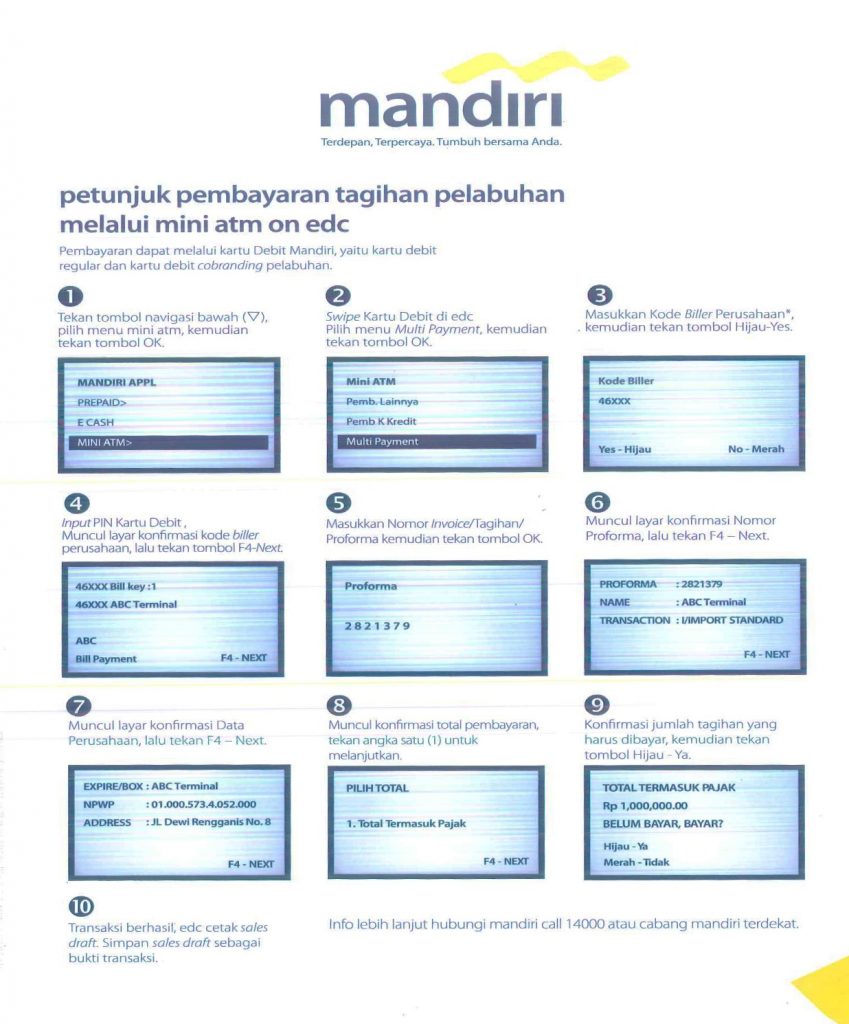 mandırı
Terdepan, Terpercaya. Tumbuh bersama Anda.
petunjuk pembayaran tagihan pelabuhan
melalui mini atm on edc
Pembayaran dapat melalui kartu Debit Mandiri, yaitu kartu debit
regular dan kartu debit cobranding pelabuhan.
1
Tekan tombol navigasi bawah (▽),
pilih menu mini atm, kemudian
tekan tombol OK.
MANDIRI APPL
PREPAID>
E CASH
MINI ATM>
2
Swipe Kartu Debit di edc
Pilih menu Multi Payment, kemudian
tekan tombol OK.
Mini ATM
Pemb. Lainnya
Pemb K Kredit
Multi Payment
3
Masukkan Kode Biller Perusahaan*,
kemudian tekan tombol Hijau-Yes.
Kode Biller
46XXX
Yes - Hijau No - Merah
4
Input PIN Kartu Debit ,
Muncul layar konfirmasi kode biller
perusahaan, lalu tekan tombol F4-Next.
46XXX Bill key :1
46XXX ABC Terminal
ABC
Bill Payment F4 - NEXT
5
Masukkan Nomor Invoice/Tagihan/
Proforma kemudian tekan tombol OK.
Proforma
2 8 2 1 3 7 9
6
Muncul layar konfirmasi Nomor
Proforma, lalu tekan F4 – Next.
PROFORMA : 2821379
NAME : ABC Terminal
TRANSACTION : I/IMPORT STANDARD
F4 - NEXT
7
Muncul layar konfirmasi Data
Perusahaan, lalu tekan F4 – Next.
EXPIRE/BOX : ABC Terminal
NPWP : 01.000.573.4.052.000
ADDRESS : JL Dewi Rengganis No. 8
F4 - NEXT
8
Muncul konfirmasi total pembayaran,
tekan angka satu (1) untuk
melanjutkan.
PILIH TOTAL
1. Total Termasuk Pajak
F4 - NEXT
9
Konfirmasi jumlah tagihan yang
harus dibayar, kemudian tekan
tombol Hijau - Ya.
TOTAL TERMASUK PAJAK
Rp 1,000,000.00
BELUM BAYAR, BAYAR?
Hijau - Ya
Merah - Tidak
10
Transaksi berhasil, edc cetak sales
draft. Simpan sales draft sebagai
bukti transaksi.
Info lebih lanjut hubungi mandiri call 14000 atau cabang mandiri terdekat.